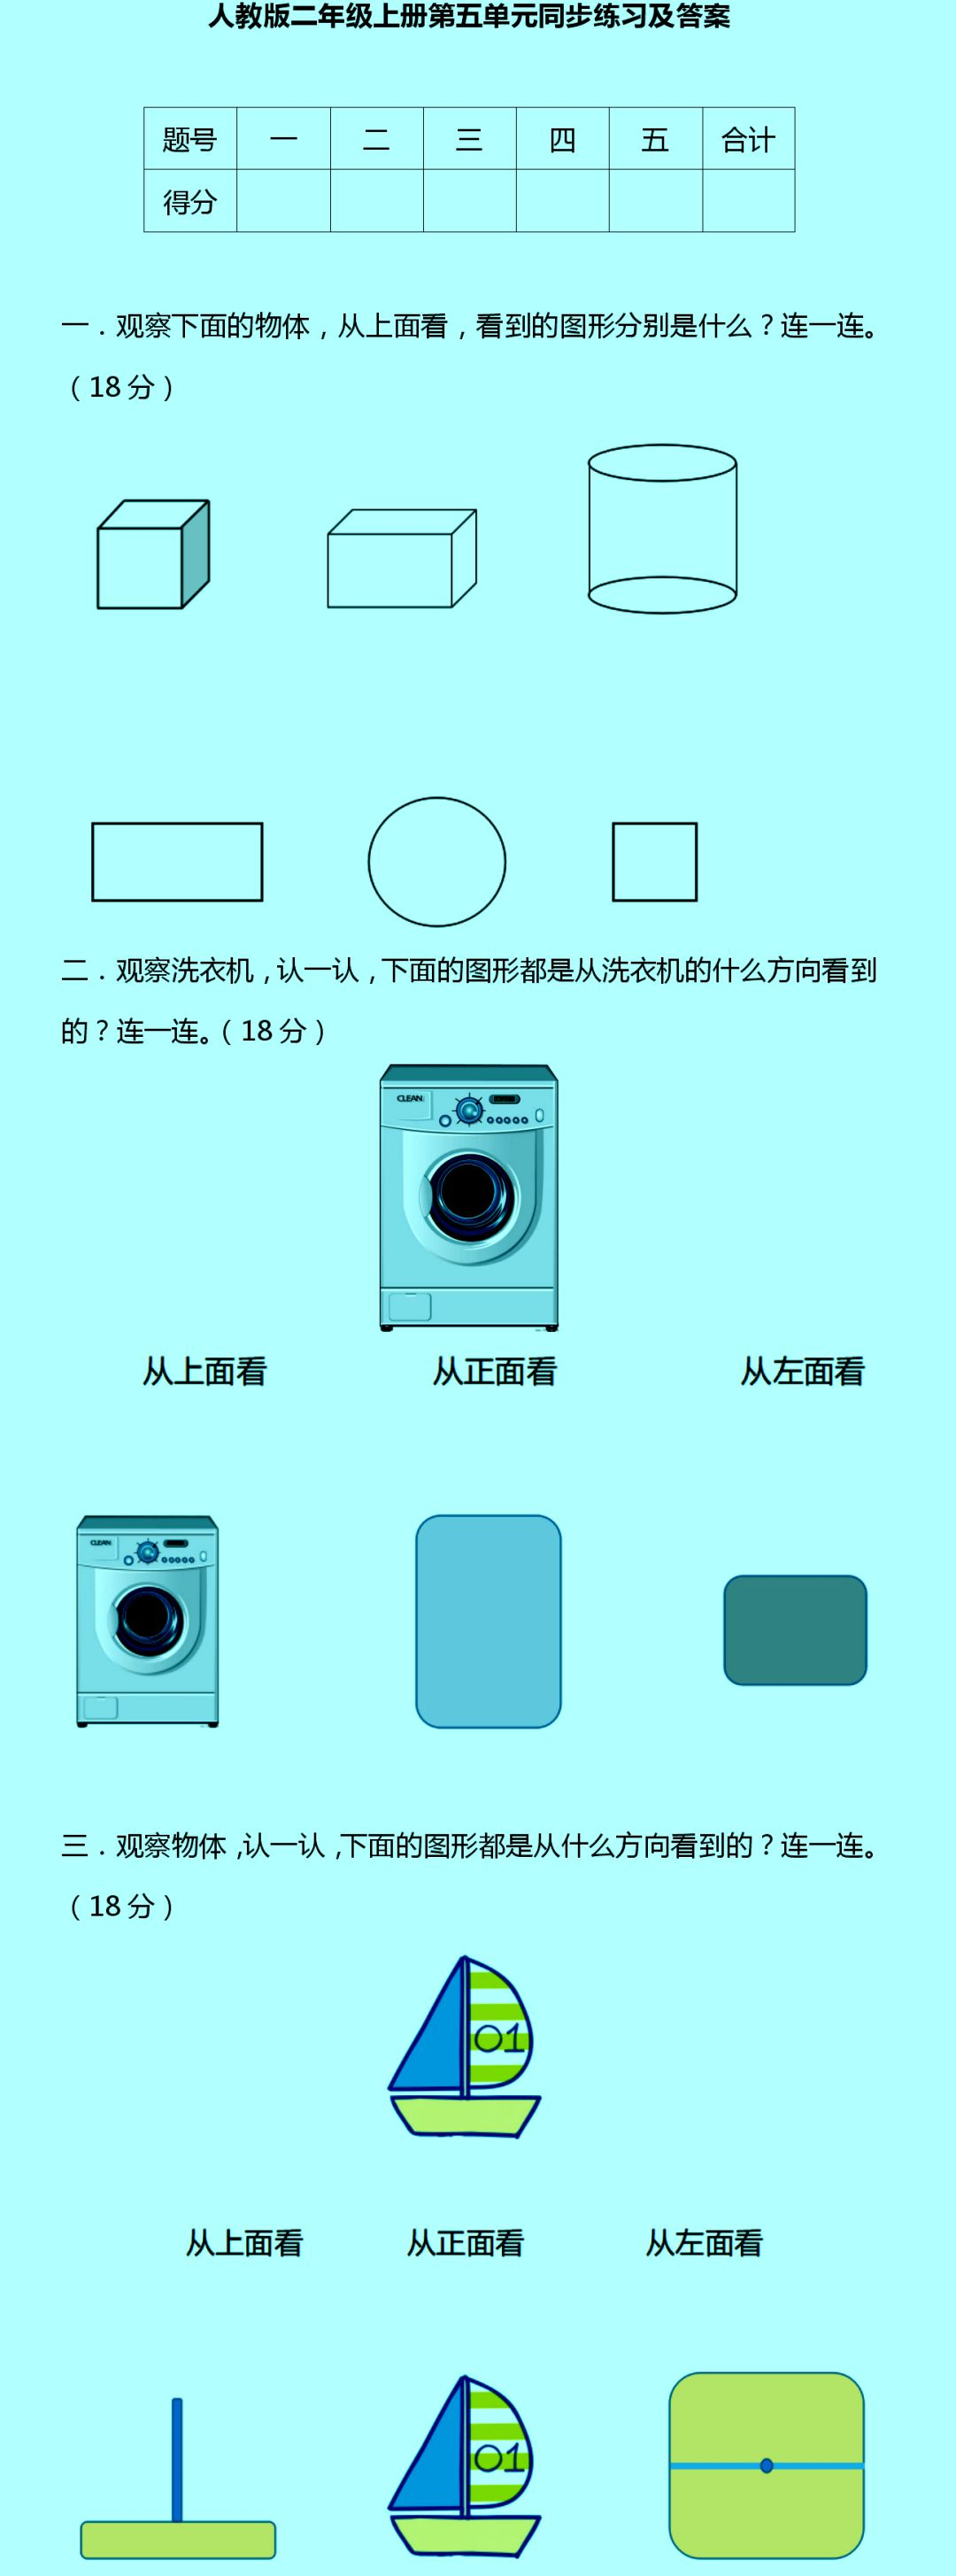 人教版二年级上册第五单元同步练习及答案
题号 一 二 三 四 五 合计
得分
一．观察下面的物体，从上面看，看到的图形分别是什么？连一连。
（18分）
二．观察洗衣机，认一认，下面的图形都是从洗衣机的什么方向看到
的？连一连。（18分）
CLEAN
从上面看 从正面看 从左面看
CLEAN
三．观察物体，认一认，下面的图形都是从什么方向看到的？连一连。
（18分）
01
从上面看 从正面看 从左面看
01